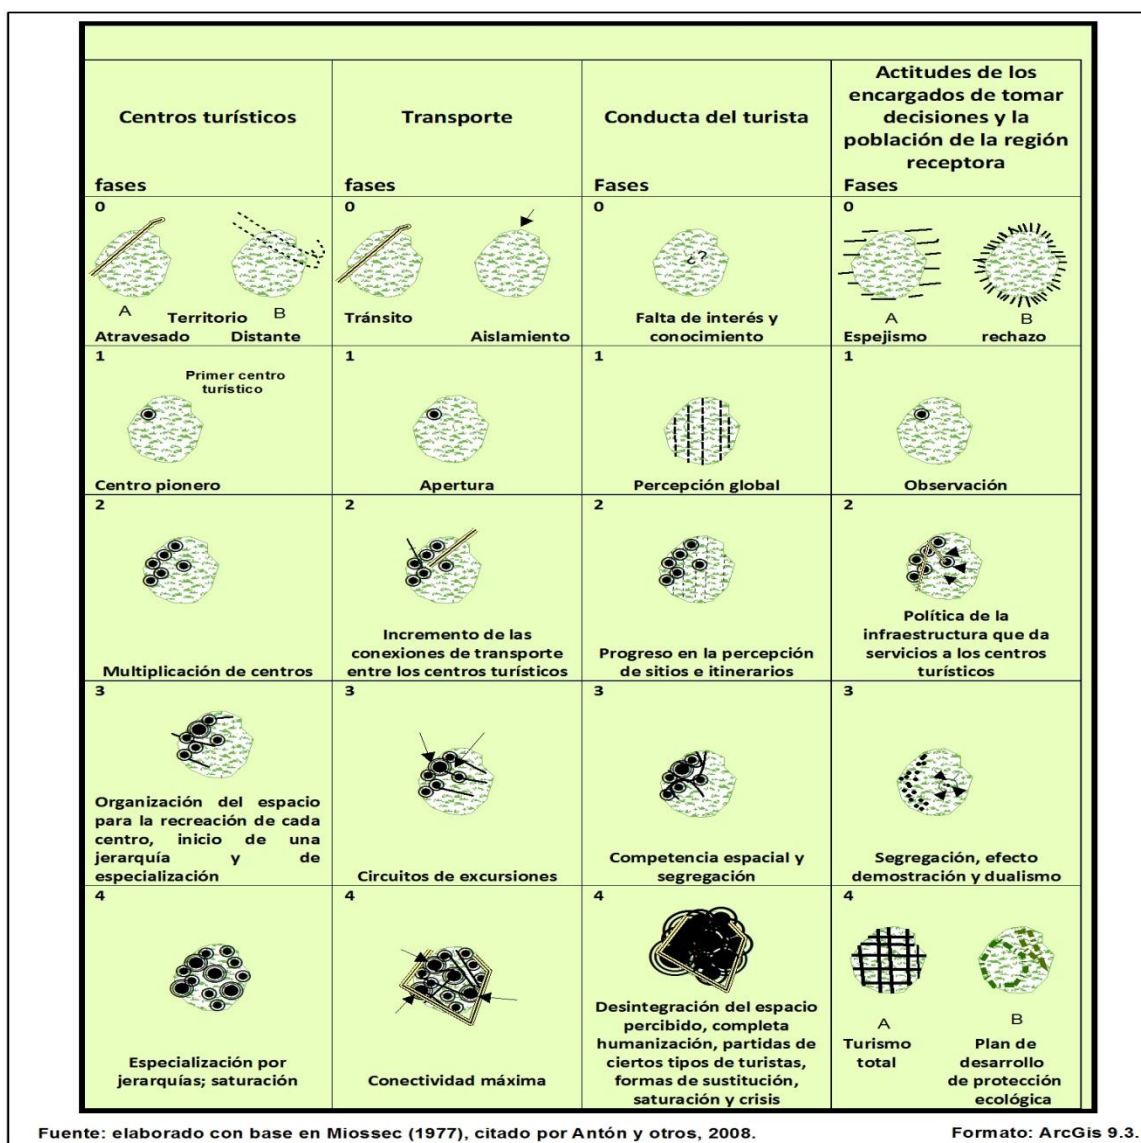 Centros turísticos
fases
Transporte
fases
Conducta del turista
Fases
Actitudes de los
encargados de tomar
decisiones y la
población de la región
receptora
Fases
0
A
B
Territorio
Atravesado
Distante
0
Tránsito
Aislamiento
0
¿?
Falta de interés y
conocimiento
0
A
B
Espejismo
rechazo
1
Primer centro
turístico
Centro pionero
1
Apertura
1
Percepción global
1
Observación
2
Multiplicación de centros
2
Incremento de las
conexiones de transporte
entre los centros turísticos
2
Progreso en la percepción
de sitios e itinerarios
2
Política de la
infraestructura que da
servicios a los centros
turísticos
3
Organización del espacio
para la recreación de cada
centro, inicio de una
jerarquía y de
especialización
3
Circuitos de excursiones
3
Competencia espacial y
segregación
3
Segregación, efecto
demostración y dualismo
4
Especialización por
jerarquías; saturación
4
Conectividad máxima
4
Desintegración del espacio
percibido, completa
humanización, partidas de
ciertos tipos de turistas,
formas de sustitución,
saturación y crisis
4
A
Turismo
total
B
Plan de
desarrollo
de protección
ecológica
Fuente: elaborado con base en Miossec (1977), citado por Antón y otros, 2008.
Formato: ArcGis 9.3.